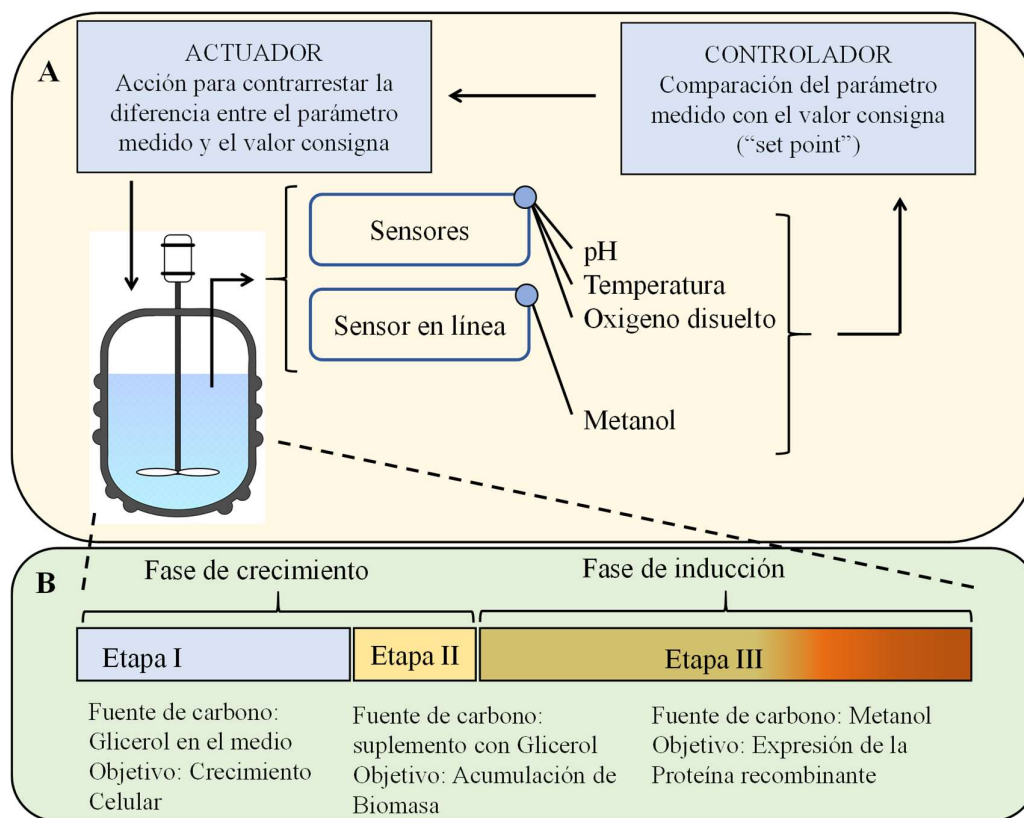 A
ACTUADOR
Acción para contrarrestar la
diferencia entre el parámetro
medido y el valor consigna
CONTROLADOR
Comparación del parámetro
medido con el valor consigna
(“set point”)
Sensores
Sensor en línea
pH
Temperatura
Oxigeno disuelto
Metanol
B
Fase de crecimiento
Fase de inducción
Etapa I
Etapa II
Etapa III
Fuente de carbono:
Glicerol en el medio
Objetivo: Crecimiento
Celular
Fuente de carbono:
suplemento con Glicerol
Objetivo: Acumulación de
Biomasa
Fuente de carbono: Metanol
Objetivo: Expresión de la
Proteína recombinante